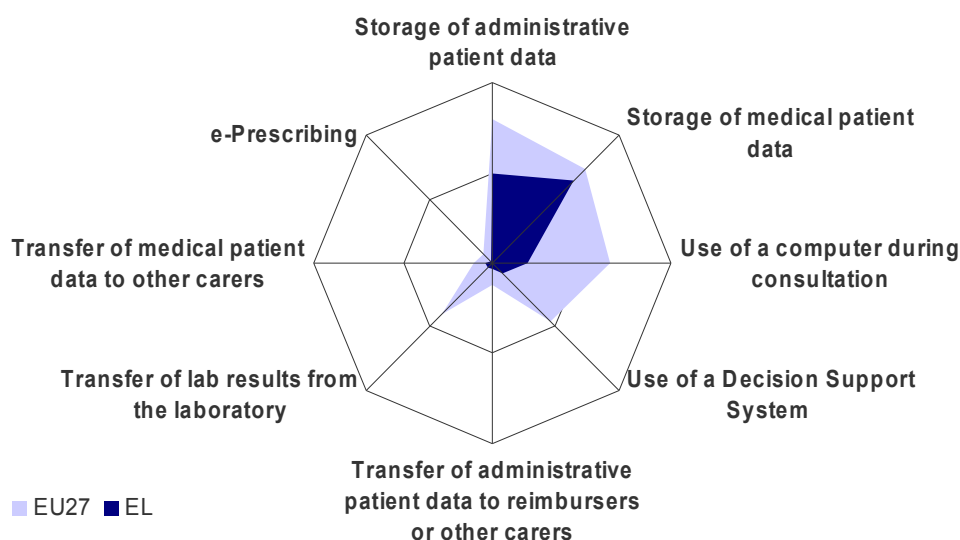 Storage of administrative
patient data
Storage of medical patient
data
e-Prescribing
Transfer of medical patient
data to other carers
Use of a computer during
consultation
Transfer of lab results from
the laboratory
Use of a Decision Support
System
Transfer of administrative
patient data to reimbursers
or other carers
EU27 EL